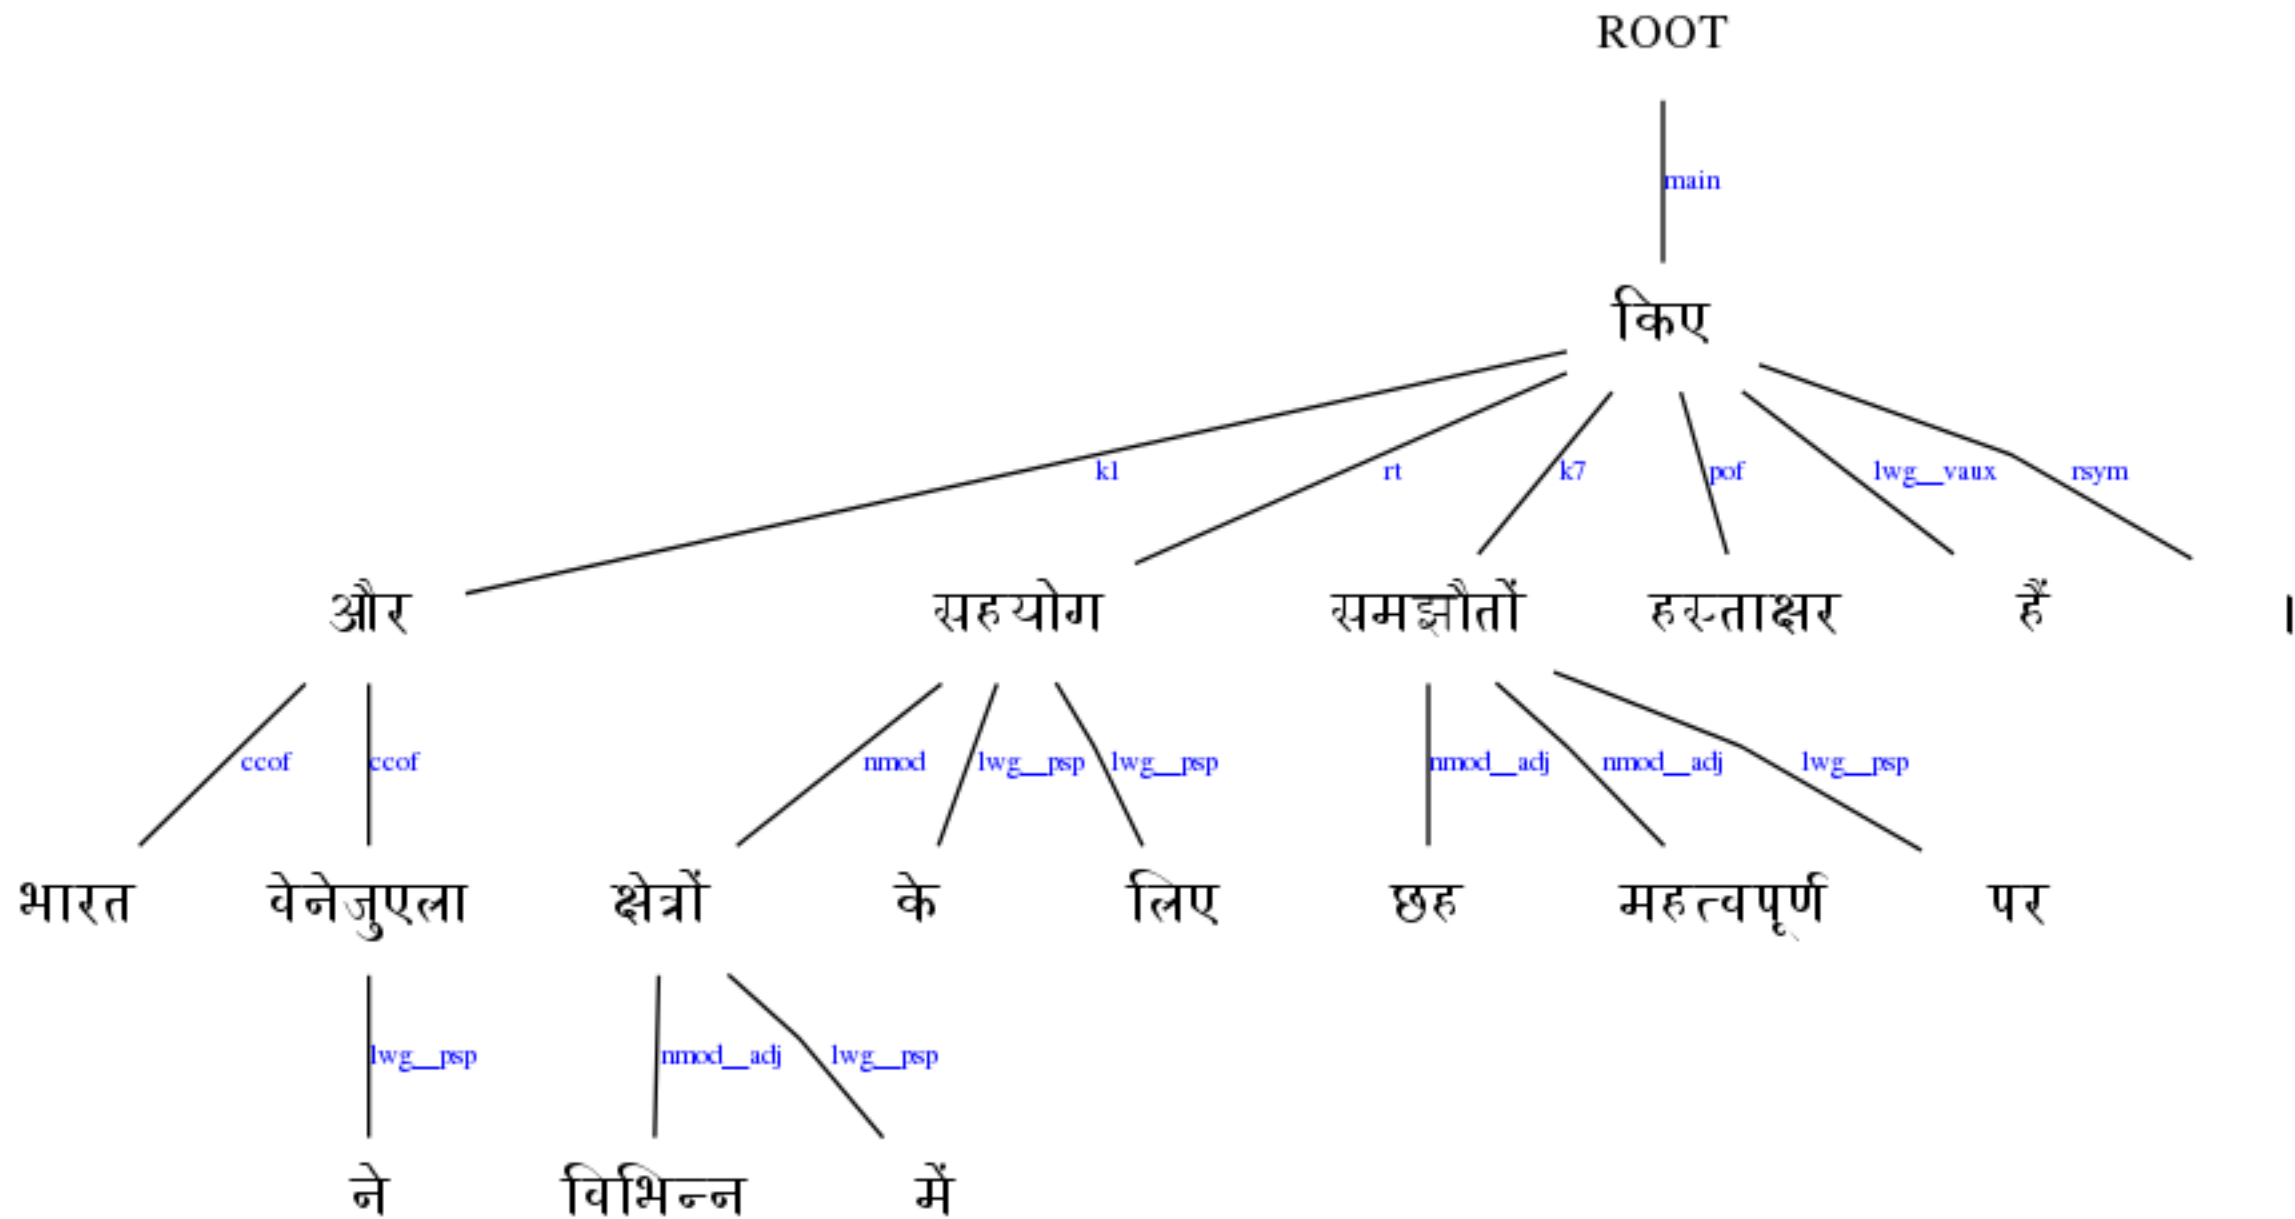 ROOT
main
किए
k1 rt k7 pof lwg__vaux rsym
और सहयोग समझौतों हस्ताक्षर हैं ।
ccof ccof nmod lwg__psp lwg__psp nmod__adj nmod__adj lwg__psp
भारत वेनेजुएला क्षेत्रों के लिए छह महत्वपूर्ण पर
lwg__psp nmod__adj lwg__psp
ने विभिन्न में